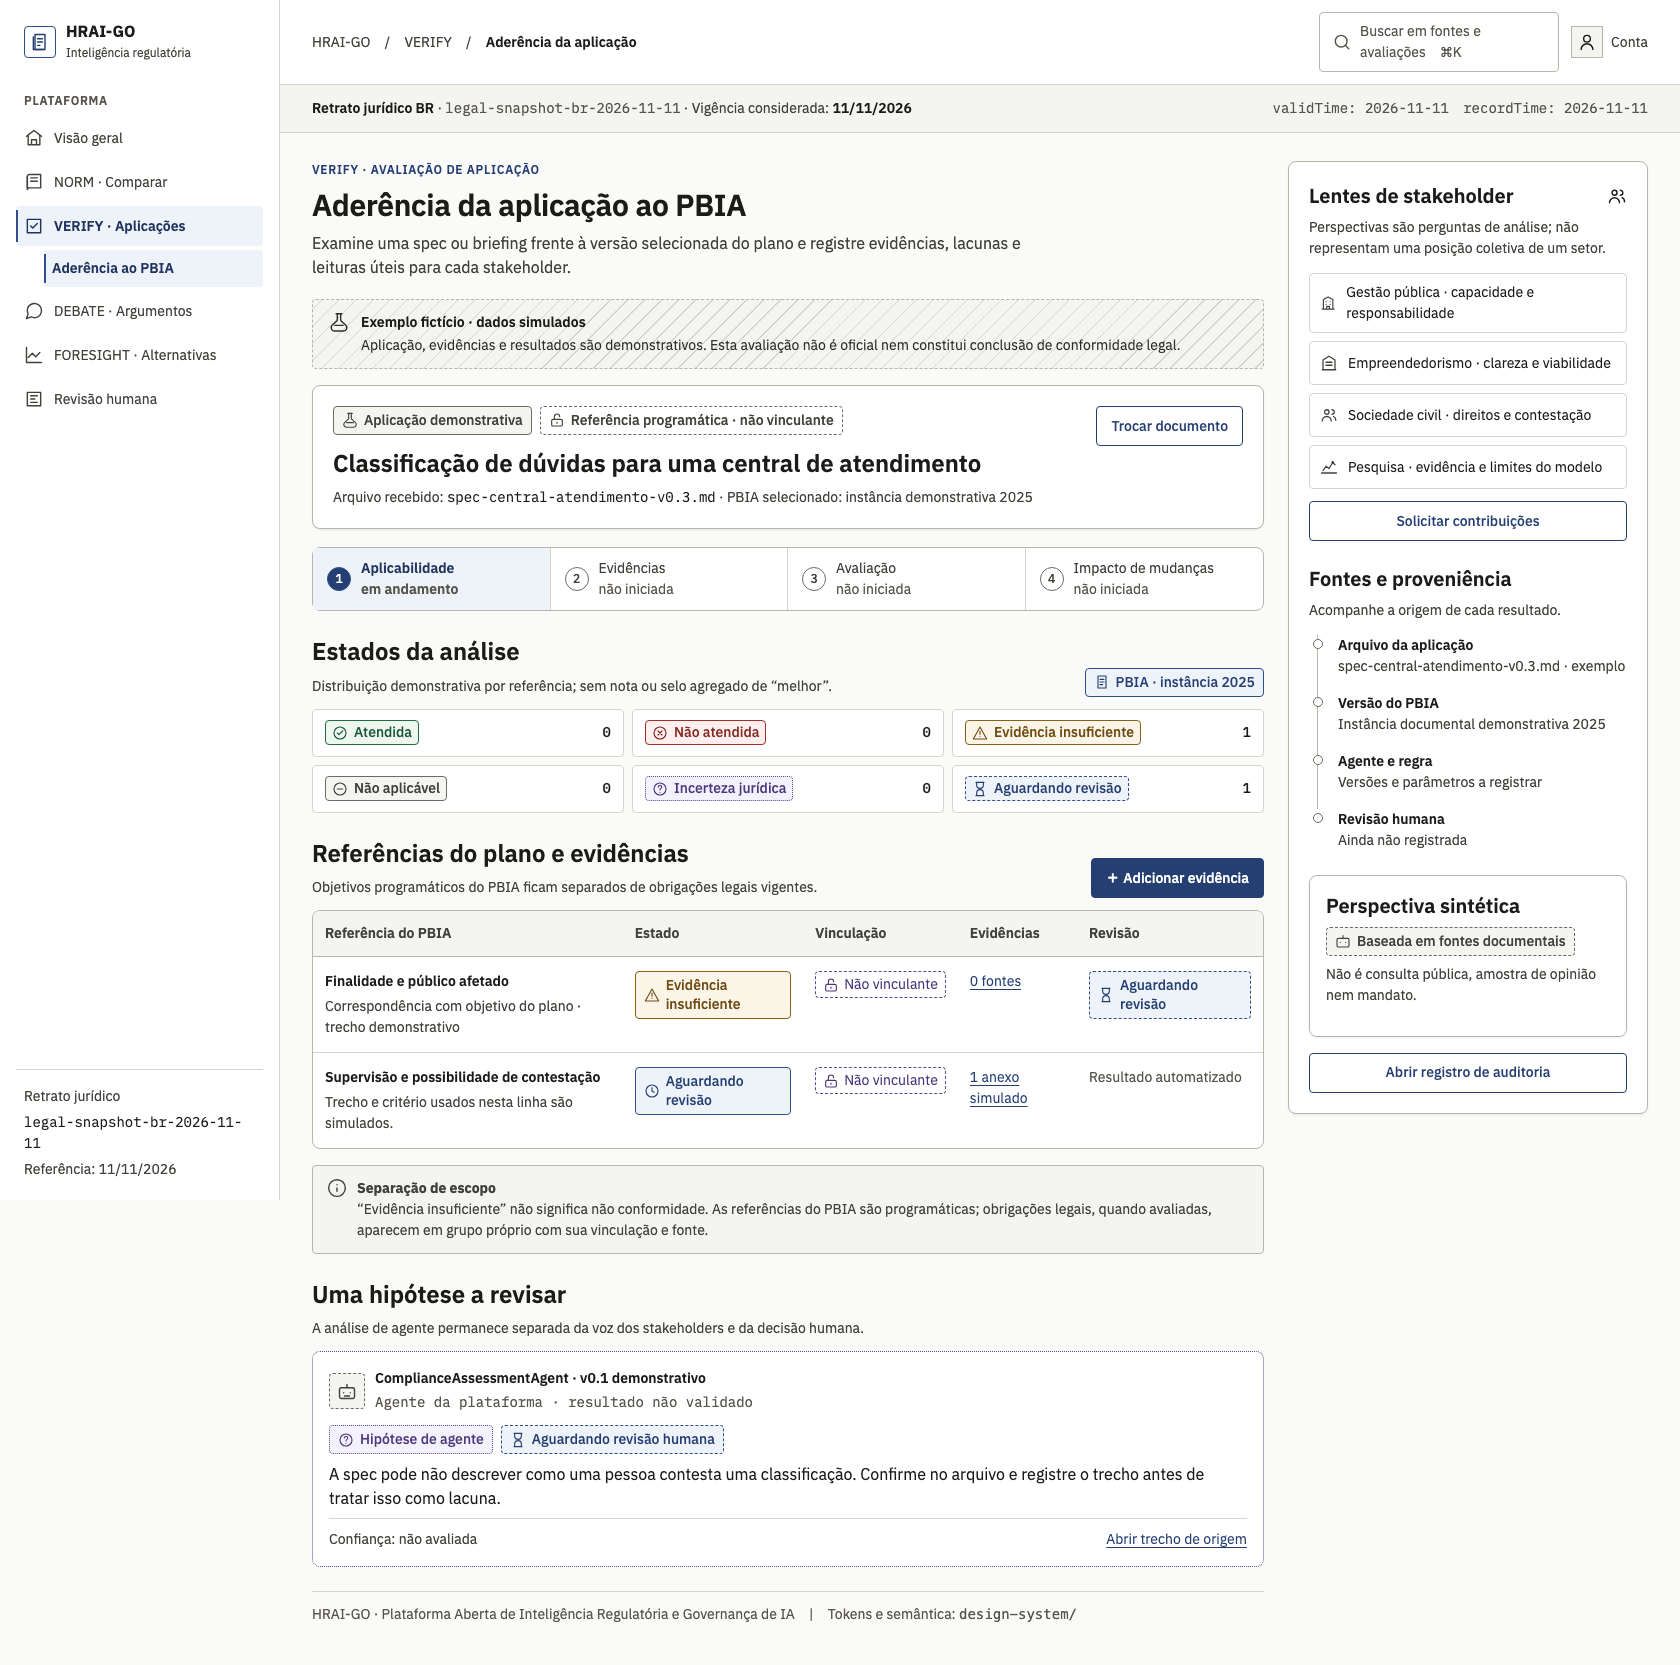 HRAI-GO
Inteligência regulatória
PLATAFORMA
Visão geral
NORM · Comparar
VERIFY · Aplicações
Aderência ao PBIA
DEBATE · Argumentos
FORESIGHT · Alternativas
Revisão humana
Retrato jurídico
legal-snapshot-br-2026-11-
11
Referência: 11/11/2026
HRAI-GO / VERIFY / Aderência da aplicação
Buscar em fontes e
avaliações ⌘K
Conta
Retrato jurídico BR · legal-snapshot-br-2026-11-11 · Vigência considerada: 11/11/2026
validTime: 2026-11-11 recordTime: 2026-11-11
VERIFY · AVALIAÇÃO DE APLICAÇÃO
Aderência da aplicação ao PBIA
Examine uma spec ou briefing frente à versão selecionada do plano e registre evidências, lacunas e
leituras úteis para cada stakeholder.
Exemplo fictício · dados simulados
Aplicação, evidências e resultados são demonstrativos. Esta avaliação não é oficial nem constitui conclusão de conformidade legal.
Aplicação demonstrativa
Referência programática · não vinculante
Trocar documento
Classificação de dúvidas para uma central de atendimento
Arquivo recebido: spec-central-atendimento-v0.3.md · PBIA selecionado: instância demonstrativa 2025
1 Aplicabilidade
em andamento
2 Evidências
não iniciada
3 Avaliação
não iniciada
4 Impacto de mudanças
não iniciada
Estados da análise
Distribuição demonstrativa por referência; sem nota ou selo agregado de “melhor”.
PBIA · instância 2025
Atendida 0
Não atendida 0
Evidência insuficiente 1
Não aplicável 0
Incerteza jurídica 0
Aguardando revisão 1
Referências do plano e evidências
Objetivos programáticos do PBIA ficam separados de obrigações legais vigentes.
+ Adicionar evidência
Referência do PBIA Estado Vinculação Evidências Revisão
Finalidade e público afetado
Correspondência com objetivo do plano ·
trecho demonstrativo
Evidência
insuficiente
Não vinculante
0 fontes
Aguardando
revisão
Supervisão e possibilidade de contestação
Trecho e critério usados nesta linha são
simulados.
Aguardando
revisão
Não vinculante
1 anexo
simulado
Resultado automatizado
Separação de escopo
“Evidência insuficiente” não significa não conformidade. As referências do PBIA são programáticas; obrigações legais, quando avaliadas,
aparecem em grupo próprio com sua vinculação e fonte.
Uma hipótese a revisar
A análise de agente permanece separada da voz dos stakeholders e da decisão humana.
ComplianceAssessmentAgent · v0.1 demonstrativo
Agente da plataforma · resultado não validado
Hipótese de agente
Aguardando revisão humana
A spec pode não descrever como uma pessoa contesta uma classificação. Confirme no arquivo e registre o trecho antes de
tratar isso como lacuna.
Confiança: não avaliada
Abrir trecho de origem
HRAI-GO · Plataforma Aberta de Inteligência Regulatória e Governança de IA | Tokens e semântica: design-system/
Lentes de stakeholder
Perspectivas são perguntas de análise; não
representam uma posição coletiva de um setor.
Gestão pública · capacidade e
responsabilidade
Empreendedorismo · clareza e viabilidade
Sociedade civil · direitos e contestação
Pesquisa · evidência e limites do modelo
Solicitar contribuições
Fontes e proveniência
Acompanhe a origem de cada resultado.
Arquivo da aplicação
spec-central-atendimento-v0.3.md · exemplo
Versão do PBIA
Instância documental demonstrativa 2025
Agente e regra
Versões e parâmetros a registrar
Revisão humana
Ainda não registrada
Perspectiva sintética
Baseada em fontes documentais
Não é consulta pública, amostra de opinião
nem mandato.
Abrir registro de auditoria